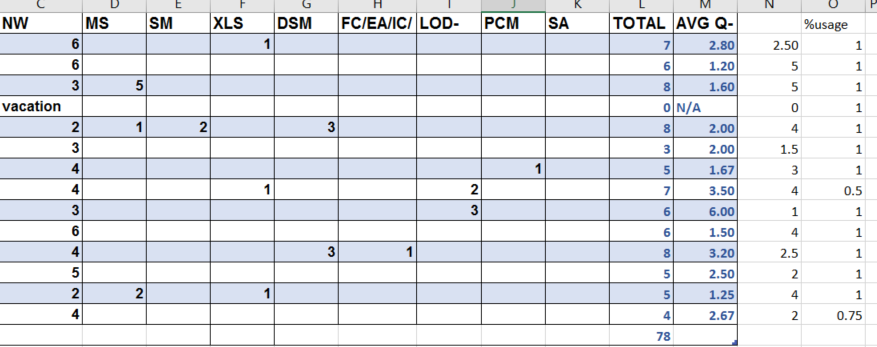 C D E F G H I J K L M N O P
NW MS SM XLS DSM FC/EA/IC/ LOD- PCM SA TOTAL AVG Q- %usage
6 1 7 2.80 2.50 1
6 6 1.20 5 1
3 5 8 1.60 5 1
vacation 0 N/A 0 1
2 1 2 3 8 2.00 4 1
3 3 2.00 1.5 1
4 1 5 1.67 3 1
4 1 2 7 3.50 4 0.5
3 3 6 6.00 1 1
6 6 1.50 4 1
4 3 1 8 3.20 2.5 1
5 5 2.50 2 1
2 2 1 5 1.25 4 1
4 4 2.67 2 0.75
78